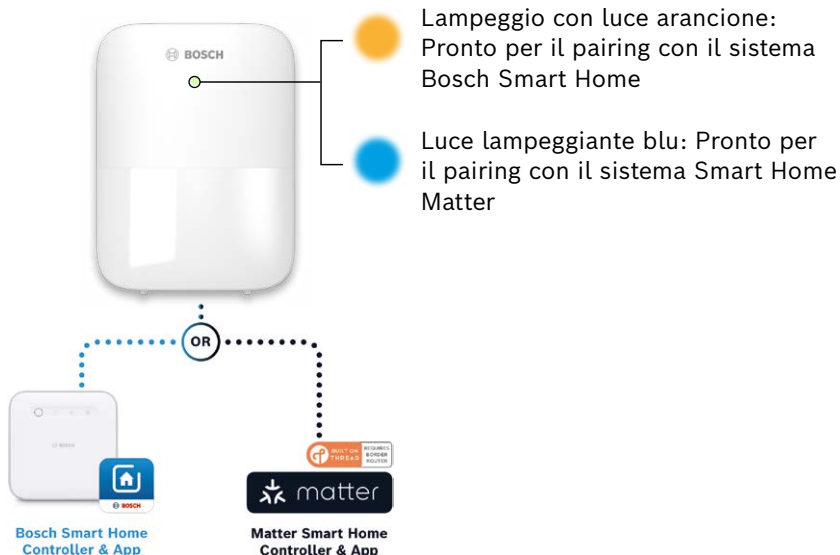 BOSCH
Lampeggio con luce arancione:
Pronto per il pairing con il sistema
Bosch Smart Home
Luce lampeggiante blu: Pronto per
il pairing con il sistema Smart Home
Matter
OR
BOSCH
BOSCH
Bosch Smart Home
Controller & App
BUILT ON
THREAD
REQUIRES
BORDER
ROUTER
matter
Matter Smart Home
Controller & App